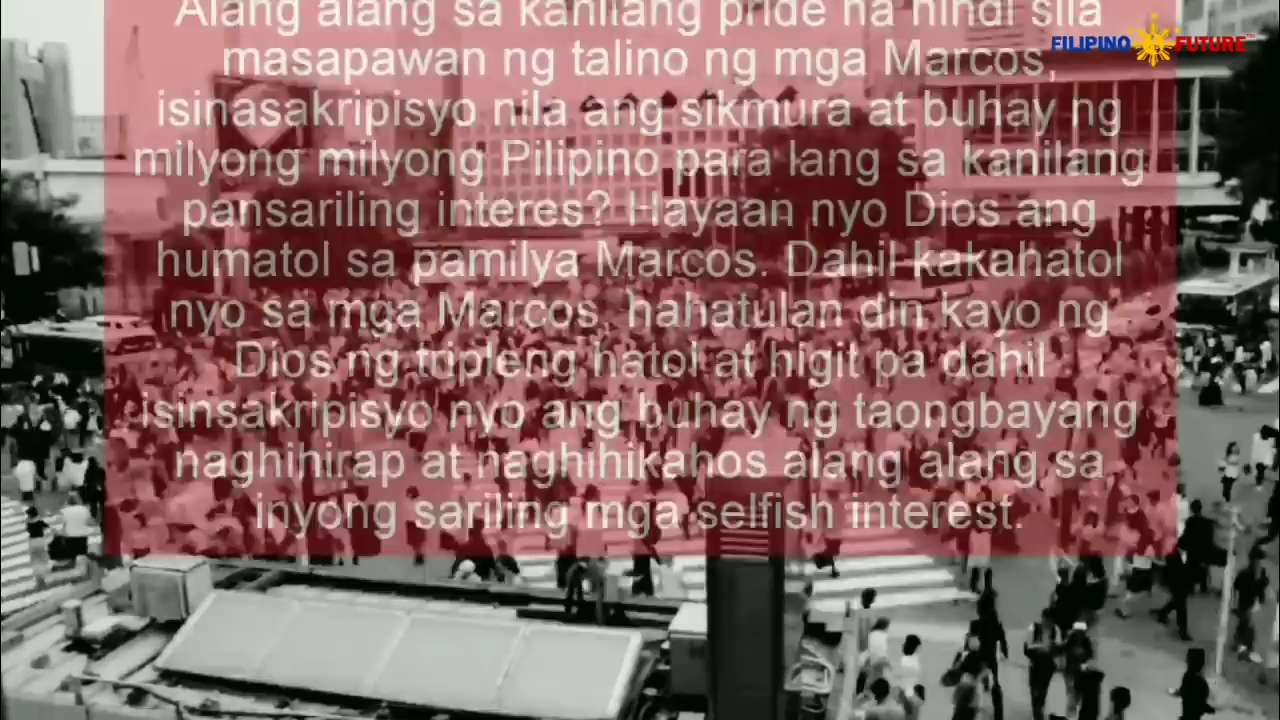 Alang alang sa kanilang pride na hindi sila
masapawan ng talino ng mga Marcos,
isinasakripisyo nila ang sikmura at buhay ng
milyong milyong Pilipino para lang sa kanilang
pansariling interes? Hayaan nyo Dios ang
humatol sa pamilya Marcos. Dahil kakahatol
nyo sa mga Marcos, hahatulan din kayo ng
Dios ng tripleng hatol at higit pa dahil
isinsakripisyo nyo ang buhay ng taongbayang
naghihirap at naghihikahos alang alang sa
inyong sariling mga selfish interest.
FILIPINO FUTURE